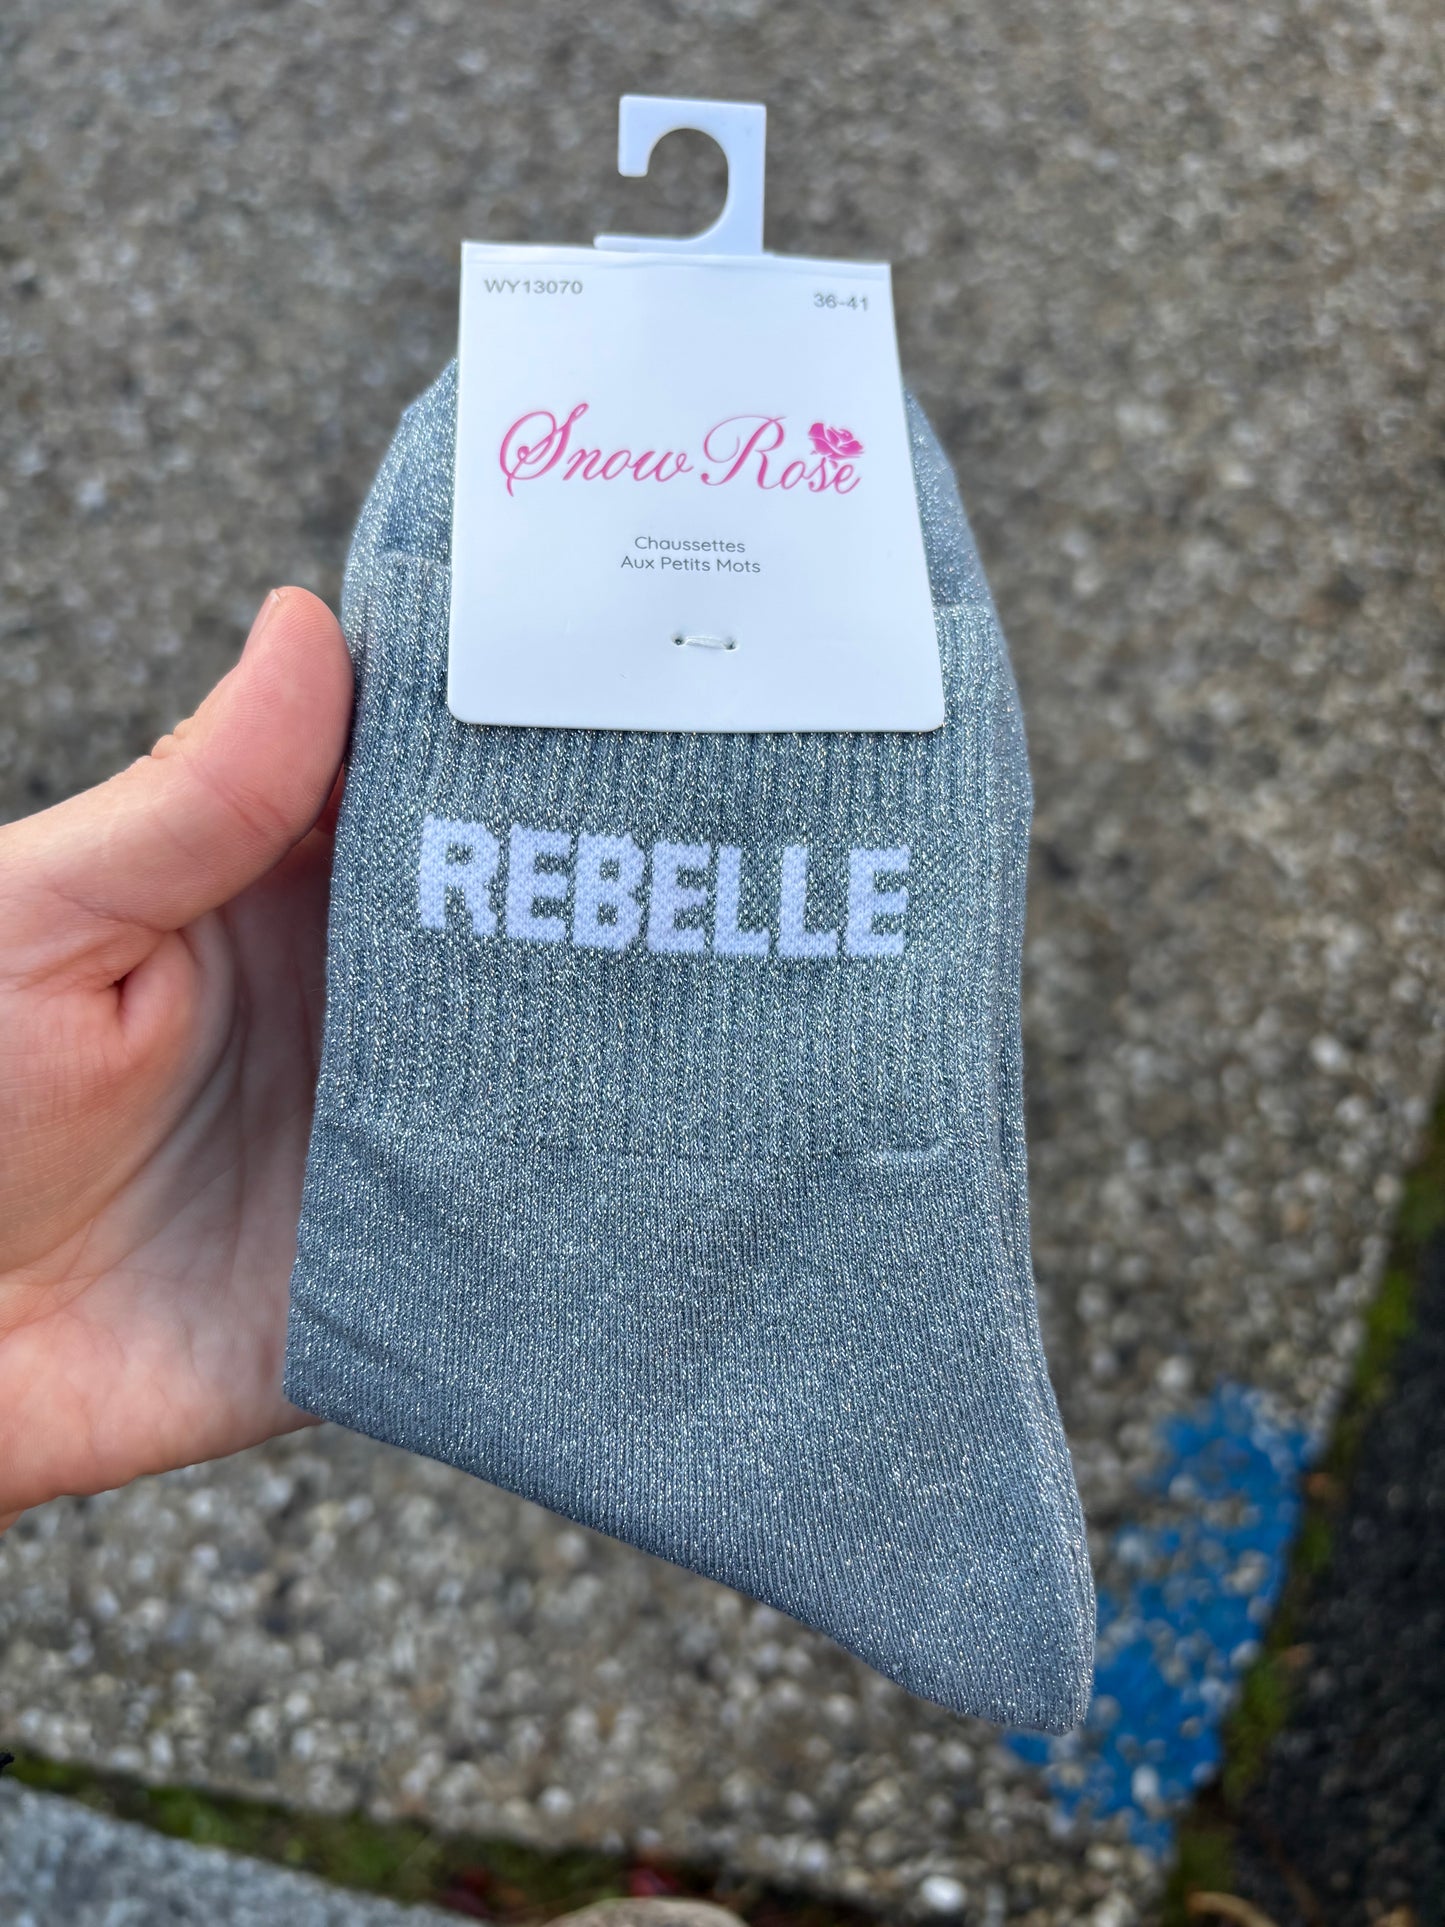 WY13070
36-41
Snow Rose
Chaussettes
Aux Petits Mots
REBELLE